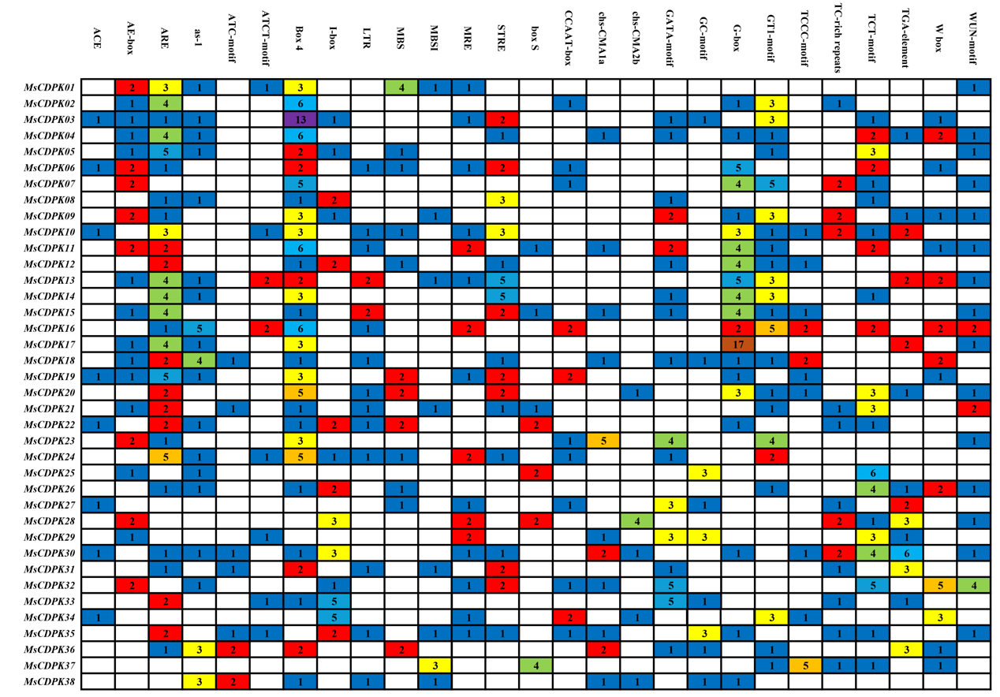 ACE AE-box ARE as-1 ATC-motif ATCT-motif Box 4 I-box LTR MBS MBSI MRE STRE box S CCAAT-box chs-CMA1a chs-CMA2b GATA-motif GC-motif G-box GT1-motif TCCC-motif TC-rich repeats TCT-motif TGA-element W box WUN-motif
MsCDPK01 2 3 1 1 3 4 1 1 1
MsCDPK02 1 4 6 1 1 3 1
MsCDPK03 1 1 1 1 13 1 1 2 1 1 3 1 1
MsCDPK04 1 4 1 6 1 1 1 1 1 2 1 2 1
MsCDPK05 1 5 1 2 1 1 1 3 1
MsCDPK06 1 2 1 2 1 1 1 2 1 5 2 1
MsCDPK07 2 5 1 4 5 2 1 1
MsCDPK08 1 1 1 2 3 1 1
MsCDPK09 2 1 3 1 1 2 1 3 2 1 1 1
MsCDPK10 1 3 1 3 1 1 1 3 3 1 1 2 1 2
MsCDPK11 2 2 6 1 2 1 1 2 4 1 2 1 1
MsCDPK12 2 1 2 1 1 1 4 1 1
MsCDPK13 1 4 1 2 2 2 1 1 5 5 3 2 2 1
MsCDPK14 4 1 3 5 1 4 3 1
MsCDPK15 1 4 1 2 2 1 1 1 4 1 1 1
MsCDPK16 1 5 2 6 1 2 2 2 5 2 2 2 2
MsCDPK17 1 4 1 3 17 2 1
MsCDPK18 1 2 4 1 1 1 1 1 1 1 1 1 2 2
MsCDPK19 1 1 5 1 3 2 1 2 2 1 1 1
MsCDPK20 2 5 1 2 2 1 3 1 1 3 1 1
MsCDPK21 1 2 1 1 1 1 1 1 1 1 3 2
MsCDPK22 1 2 1 1 2 1 2 2 1 1 1
MsCDPK23 2 1 3 1 5 4 4 1
MsCDPK24 5 1 1 5 1 1 1 2 1 1 1 2
MsCDPK25 1 1 2 3 6
MsCDPK26 1 1 1 2 1 1 4 1 2 1
MsCDPK27 1 1 1 1 3 1 1 2
MsCDPK28 2 3 2 2 4 2 1 3 1
MsCDPK29 1 1 2 1 3 3 3 1
MsCDPK30 1 1 1 1 1 3 1 1 2 1 1 1 2 4 6 1
MsCDPK31 1 1 2 1 1 2 1 1 3
MsCDPK32 2 1 1 1 2 1 1 5 5 5 4
MsCDPK33 2 1 1 5 5 1 1 1
MsCDPK34 1 5 1 2 1 3 1 3
MsCDPK35 2 1 1 2 1 1 1 1 1 1 3 1 1 1 1
MsCDPK36 1 3 2 2 2 2 1 1 1 3 1
MsCDPK37 3 4 1 5 1 1 1
MsCDPK38 3 2 1 1 1 1 1 1 1